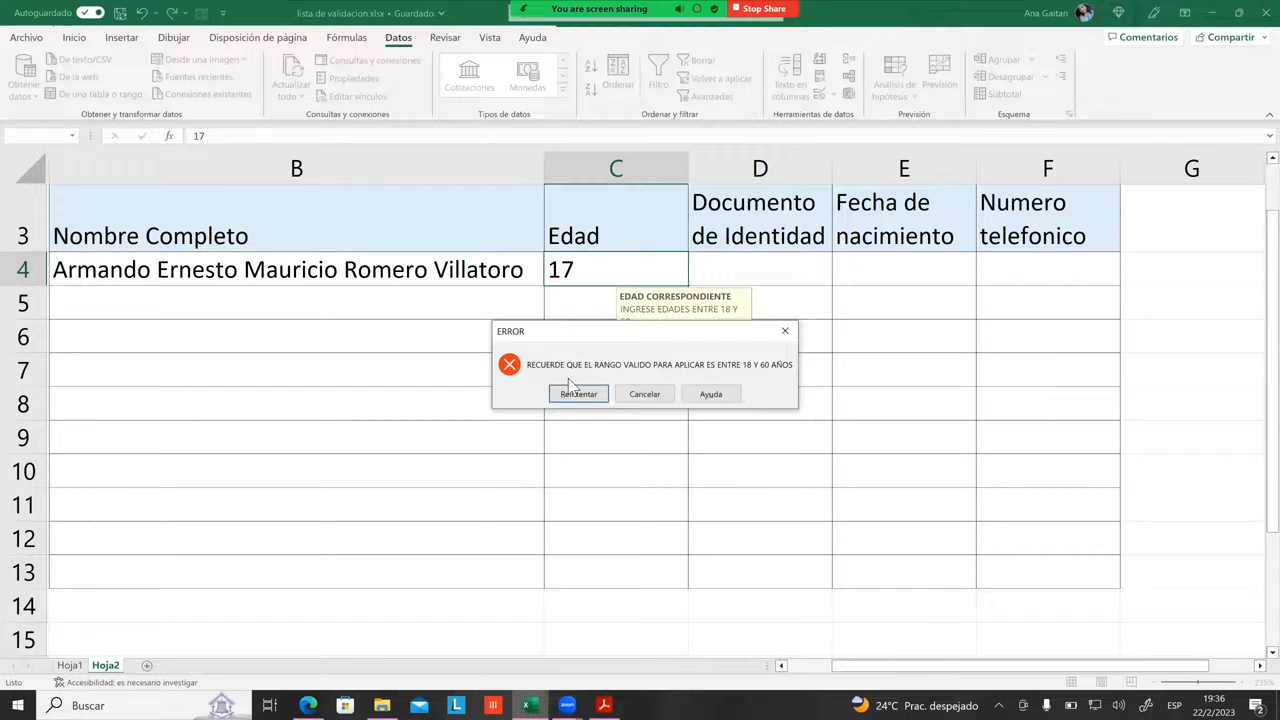 Autoguardado
lista de validacion.xlsx • Guardado
You are screen sharing
Stop Share
Ana Gaitan
Archivo Inicio Insertar Dibujar Disposición de página Fórmulas Datos Revisar Vista Ayuda
Comentarios
Compartir
Obtener datos
De texto/CSV
De la web
De una tabla o rango
Desde una imagen
Fuentes recientes
Conexiones existentes
Obtener y transformar datos
Actualizar todo
Consultas y conexiones
Propiedades
Editar vínculos
Consultas y conexiones
Cotizaciones
Monedas
Tipos de datos
Ordenar
Filtro
Borrar
Volver a aplicar
Avanzadas
Ordenar y filtrar
Texto en columnas
Herramientas de datos
Análisis de hipótesis
Previsión
Previsión
Agrupar
Desagrupar
Subtotal
Esquema
fx 17
B C D E F G
3 Nombre Completo Edad Documento de Identidad Fecha de nacimiento Numero telefonico
4 Armando Ernesto Mauricio Romero Villatoro 17
EDAD CORRESPONDIENTE
INGRESE EDADES ENTRE 18 Y
ERROR
RECUERDE QUE EL RANGO VALIDO PARA APLICAR ES ENTRE 18 Y 60 AÑOS
Reintentar Cancelar Ayuda
5
6
7
8
9
10
11
12
13
14
15
Hoja1 Hoja2
Listo
Accesibilidad: es necesario investigar
235%
Buscar
L
zoom
24°C Prac. despejado
ESP
19:36
22/2/2023